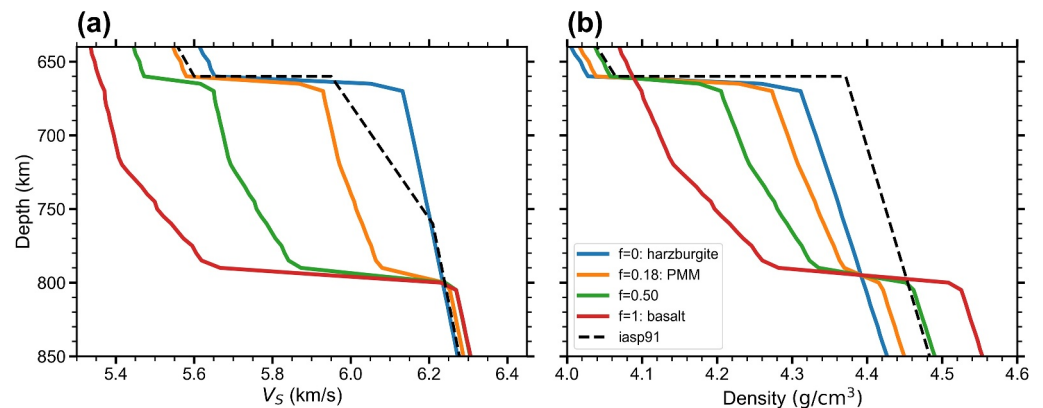 (a)
(b)
650
700
750
800
850
Depth (km)
5.4 5.6 5.8 6.0 6.2 6.4
V_S (km/s)
f=0: harzburgite
f=0.18: PMM
f=0.50
f=1: basalt
iasp91
4.0 4.1 4.2 4.3 4.4 4.5 4.6
Density (g/cm³)